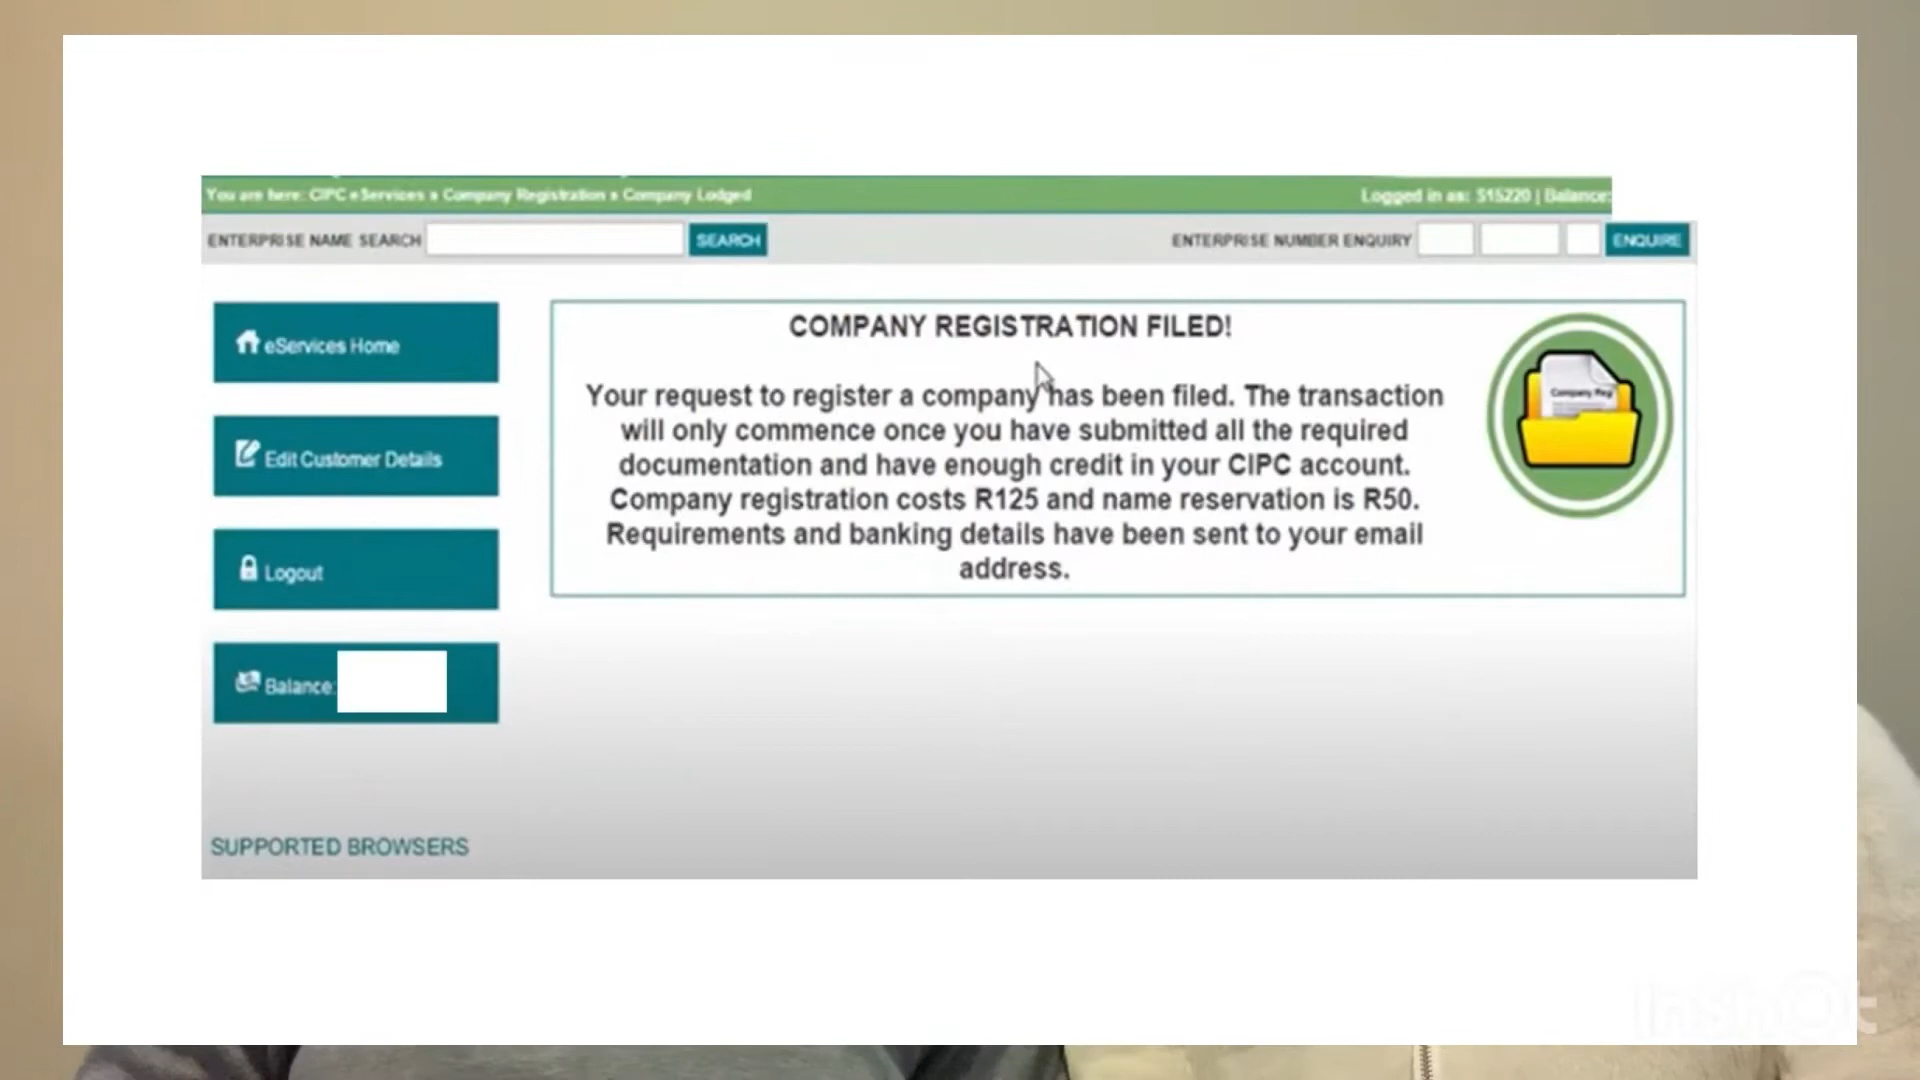 You are here: CIPC eServices » Company Registration » Company Lodged
Logged in as: S15220 | Balance:
ENTERPRISE NAME SEARCH
SEARCH
ENTERPRISE NUMBER ENQUIRY
ENQUIRE
eServices Home
Edit Customer Details
Logout
Balance:
COMPANY REGISTRATION FILED!
Your request to register a company has been filed. The transaction
will only commence once you have submitted all the required
documentation and have enough credit in your CIPC account.
Company registration costs R125 and name reservation is R50.
Requirements and banking details have been sent to your email
address.
Company Reg
SUPPORTED BROWSERS
InShOt